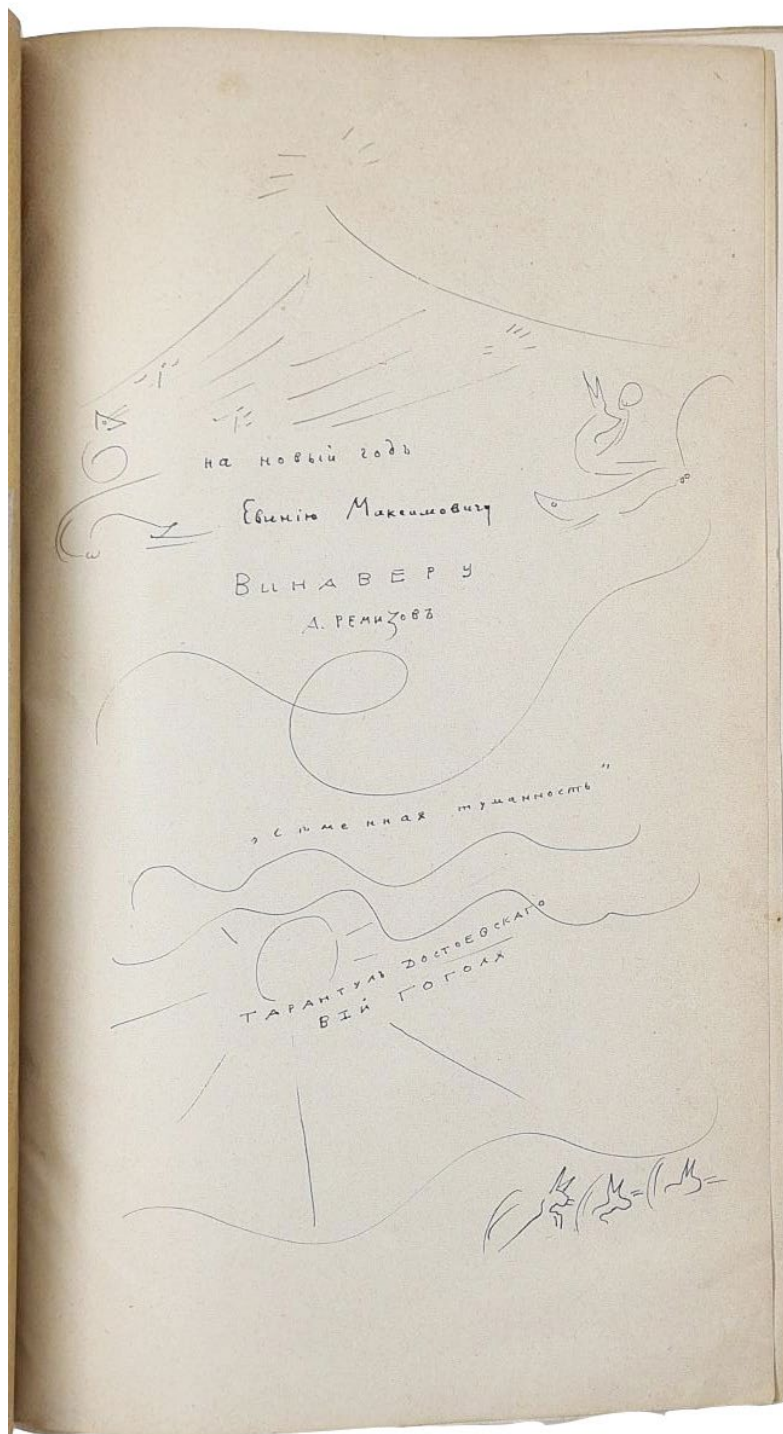 на новый годъ
Евгенію Максимовичу
ВИНАВЕРУ
А. РЕМИЗОВЪ
„Сѣменная туманность"
ТАРАНТУЛЪ ДОСТОЕВСКАГО
ВІЙ ГОГОЛЯ